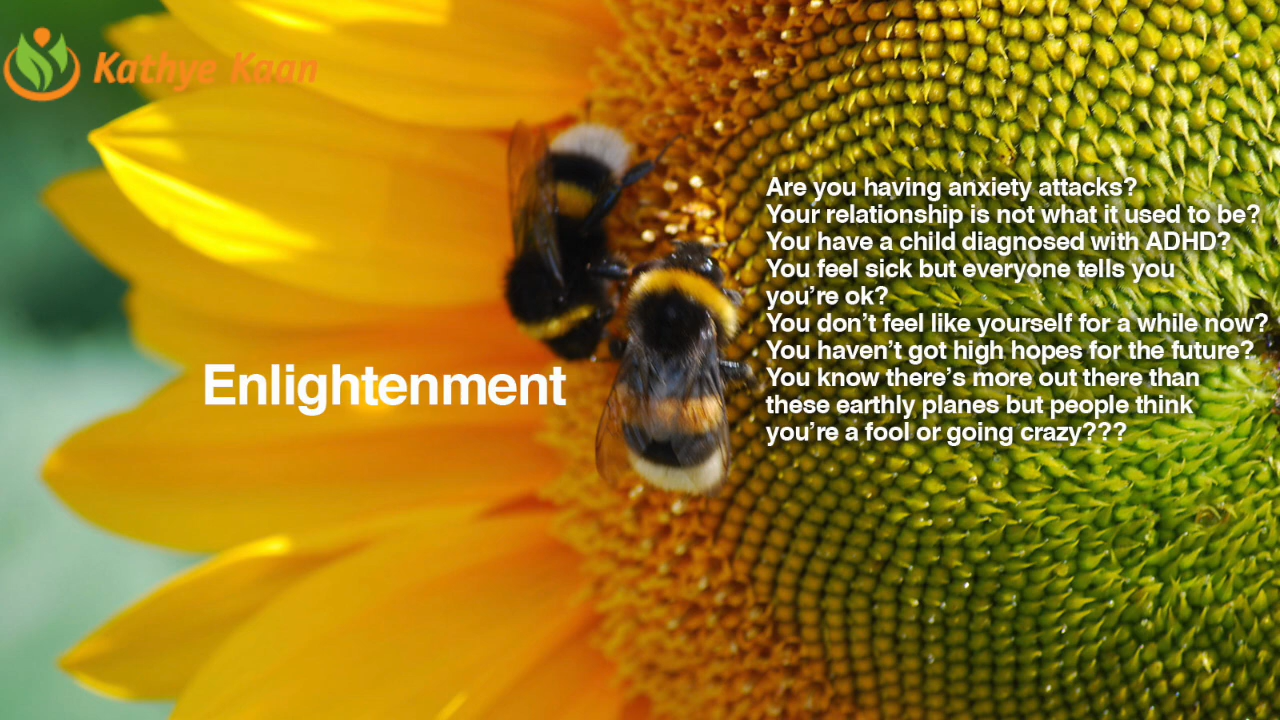 Kathye Kaan
Are you having anxiety attacks?
Your relationship is not what it used to be?
You have a child diagnosed with ADHD?
You feel sick but everyone tells you
you're ok?
You don't feel like yourself for a while now?
You haven't got high hopes for the future?
You know there's more out there than
these earthly planes but people think
you're a fool or going crazy???
Enlightenment